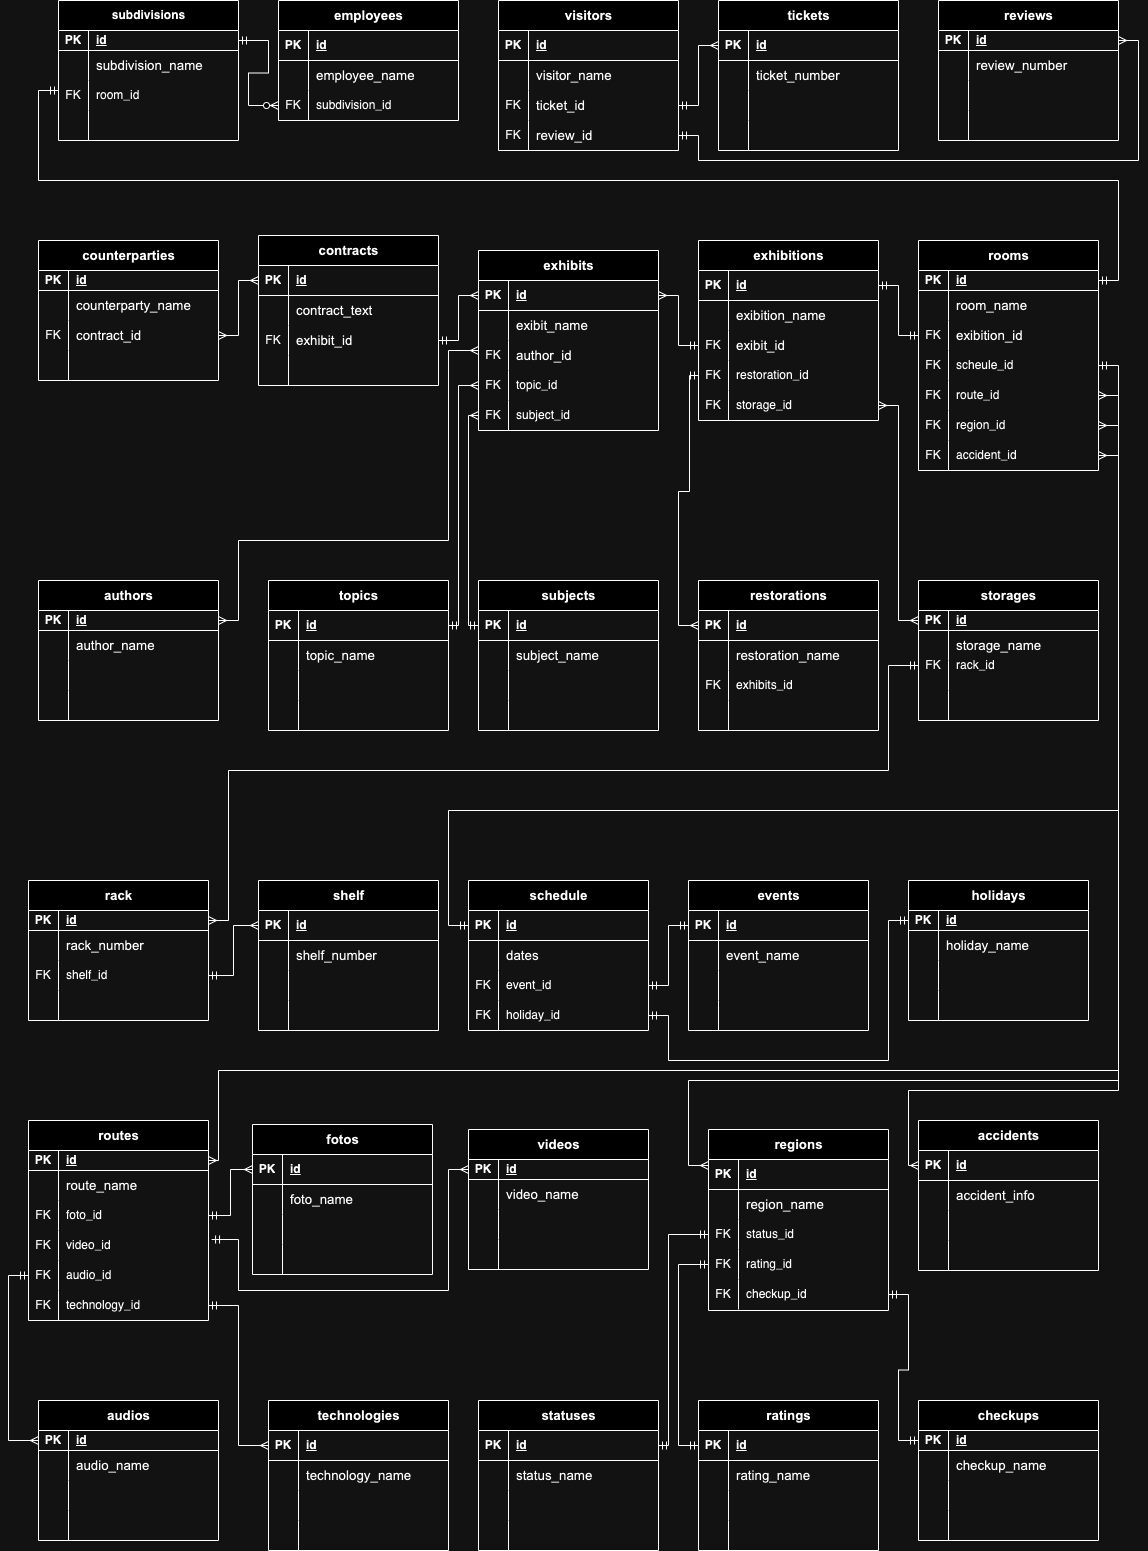 subdivisions
PK id
subdivision_name
FK room_id
employees
PK id
employee_name
FK subdivision_id
visitors
PK id
visitor_name
FK ticket_id
FK review_id
tickets
PK id
ticket_number
reviews
PK id
review_number
counterparties
PK id
counterparty_name
FK contract_id
contracts
PK id
contract_text
FK exhibit_id
exhibits
PK id
exibit_name
FK author_id
FK topic_id
FK subject_id
exhibitions
PK id
exibition_name
FK exibit_id
FK restoration_id
FK storage_id
rooms
PK id
room_name
FK exibition_id
FK scheule_id
FK route_id
FK region_id
FK accident_id
authors
PK id
author_name
topics
PK id
topic_name
subjects
PK id
subject_name
restorations
PK id
restoration_name
FK exhibits_id
storages
PK id
storage_name
FK rack_id
rack
PK id
rack_number
FK shelf_id
shelf
PK id
shelf_number
schedule
PK id
dates
FK event_id
FK holiday_id
events
PK id
event_name
holidays
PK id
holiday_name
routes
PK id
route_name
FK foto_id
FK video_id
FK audio_id
FK technology_id
fotos
PK id
foto_name
videos
PK id
video_name
regions
PK id
region_name
FK status_id
FK rating_id
FK checkup_id
accidents
PK id
accident_info
audios
PK id
audio_name
technologies
PK id
technology_name
statuses
PK id
status_name
ratings
PK id
rating_name
checkups
PK id
checkup_name